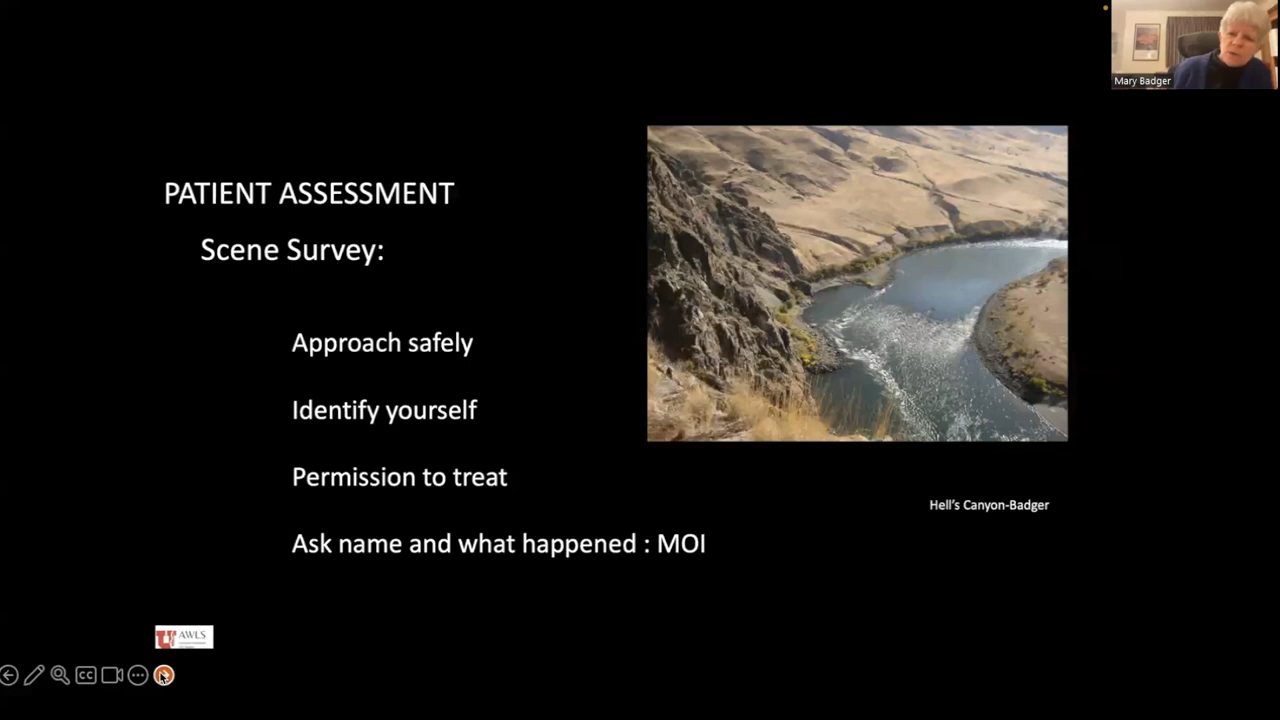 Mary Badger
PATIENT ASSESSMENT
Scene Survey:
Approach safely
Identify yourself
Permission to treat
Hell's Canyon-Badger
Ask name and what happened : MOI
U AWLS
CC